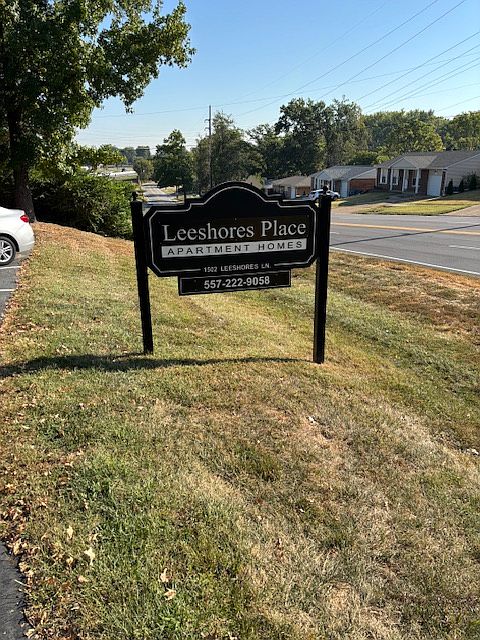 Leeshores Place
APARTMENT HOMES
1502 LEESHORES LN.
557-222-9058